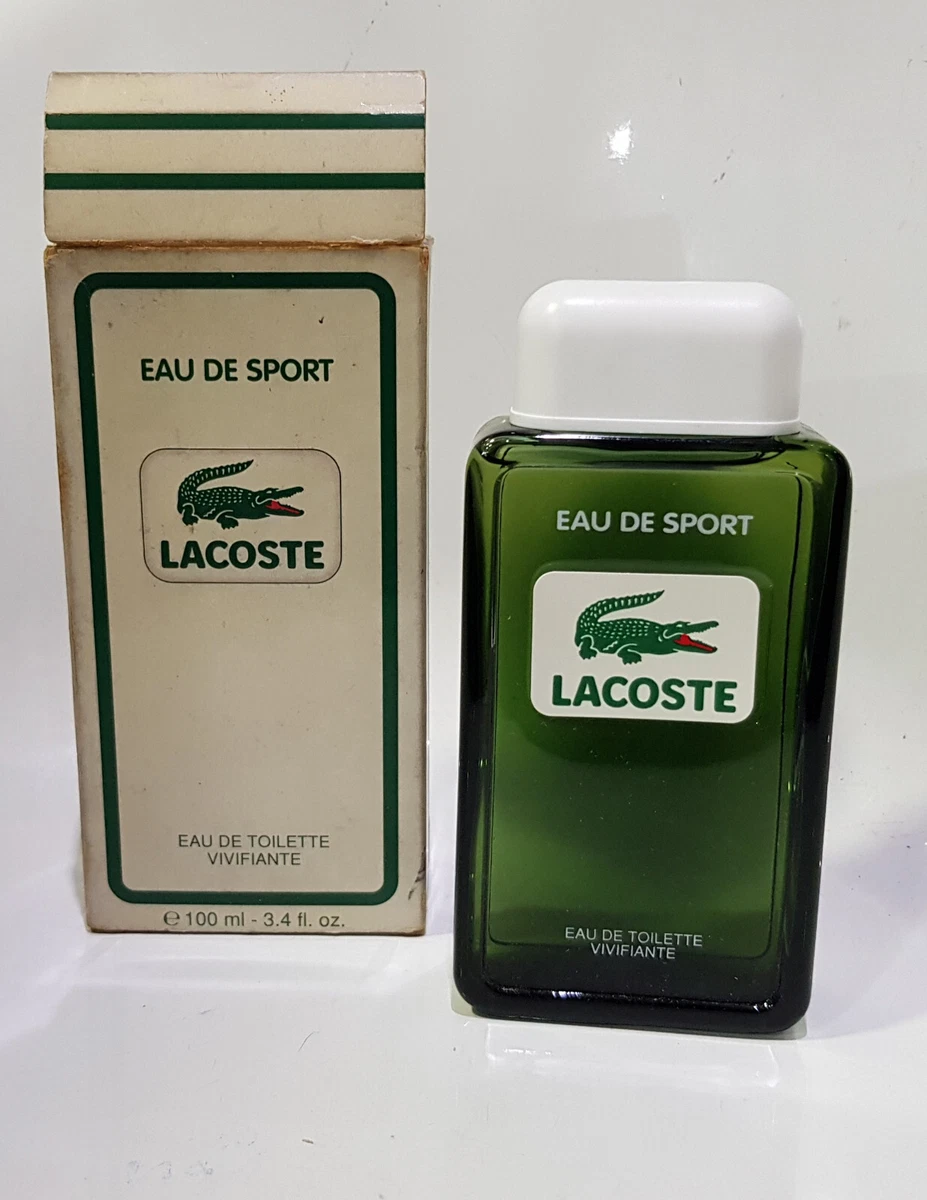 EAU DE SPORT
LACOSTE
EAU DE TOILETTE
VIVIFIANTE
℮ 100 ml - 3.4 fl. oz.
EAU DE SPORT
LACOSTE
EAU DE TOILETTE
VIVIFIANTE